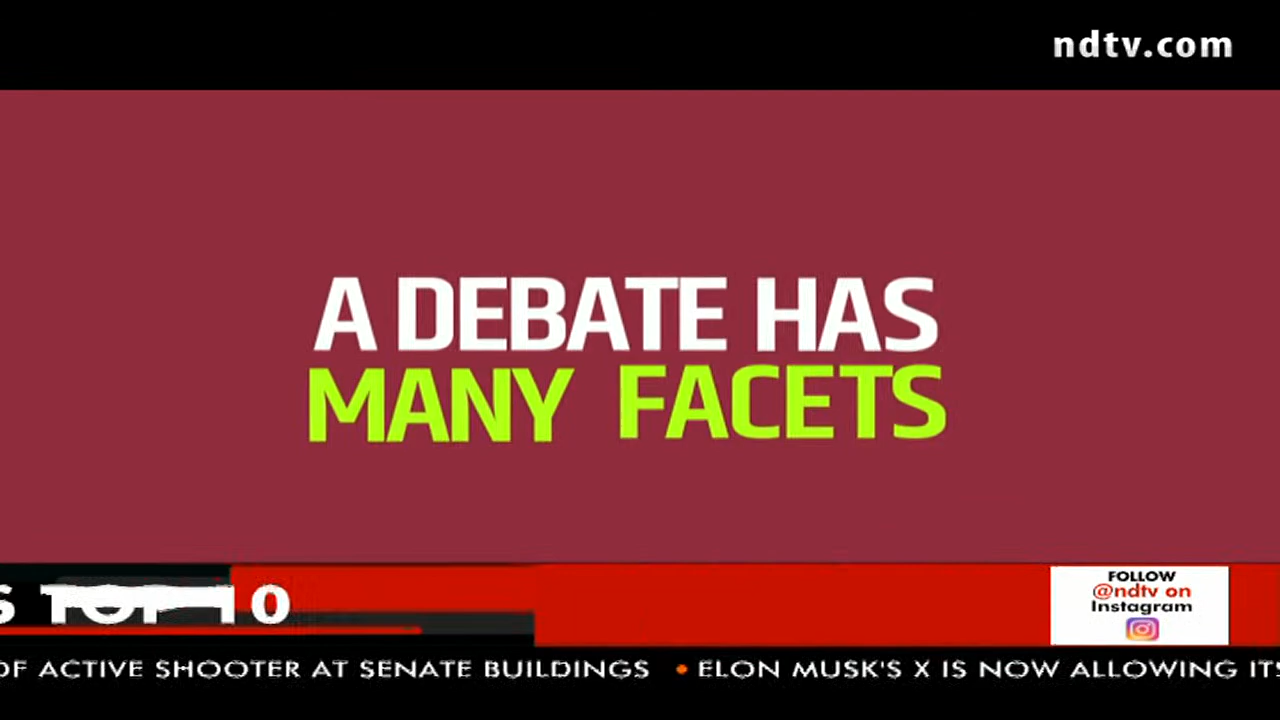 ndtv.com
A DEBATE HAS
MANY FACETS
S TOP 10
FOLLOW
@ndtv on
Instagram
OF ACTIVE SHOOTER AT SENATE BUILDINGS • ELON MUSK'S X IS NOW ALLOWING ITS